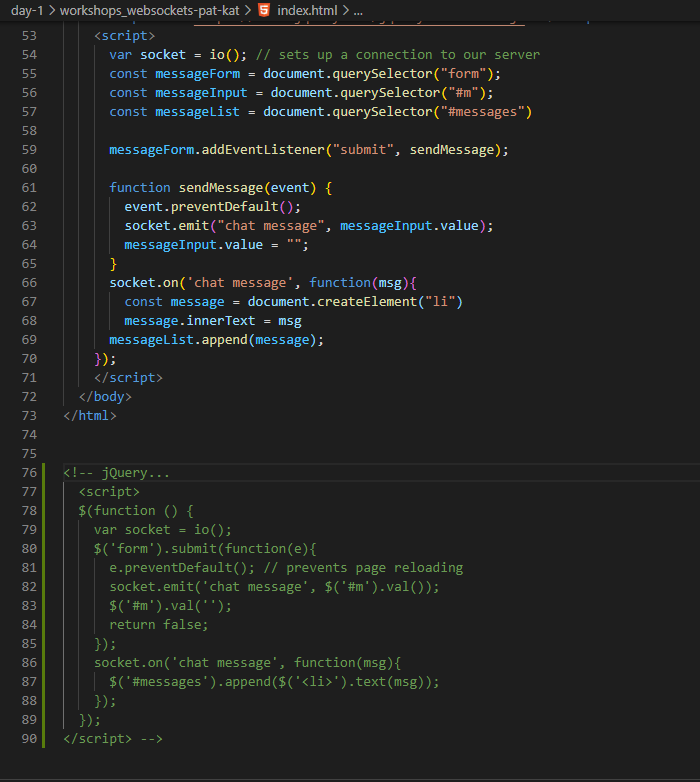 day-1 > workshops_websockets-pat-kat > index.html > ...
53 <script>
54 var socket = io(); // sets up a connection to our server
55 const messageForm = document.querySelector("form");
56 const messageInput = document.querySelector("#m");
57 const messageList = document.querySelector("#messages")
58
59 messageForm.addEventListener("submit", sendMessage);
60
61 function sendMessage(event) {
62 event.preventDefault();
63 socket.emit("chat message", messageInput.value);
64 messageInput.value = "";
65 }
66 socket.on('chat message', function(msg){
67 const message = document.createElement("li")
68 message.innerText = msg
69 messageList.append(message);
70 });
71 </script>
72 </body>
73 </html>
74
75
76 <!-- jQuery...
77 <script>
78 $(function () {
79 var socket = io();
80 $('form').submit(function(e){
81 e.preventDefault(); // prevents page reloading
82 socket.emit('chat message', $('#m').val());
83 $('#m').val('');
84 return false;
85 });
86 socket.on('chat message', function(msg){
87 $('#messages').append($('<li>').text(msg));
88 });
89 });
90 </script> -->